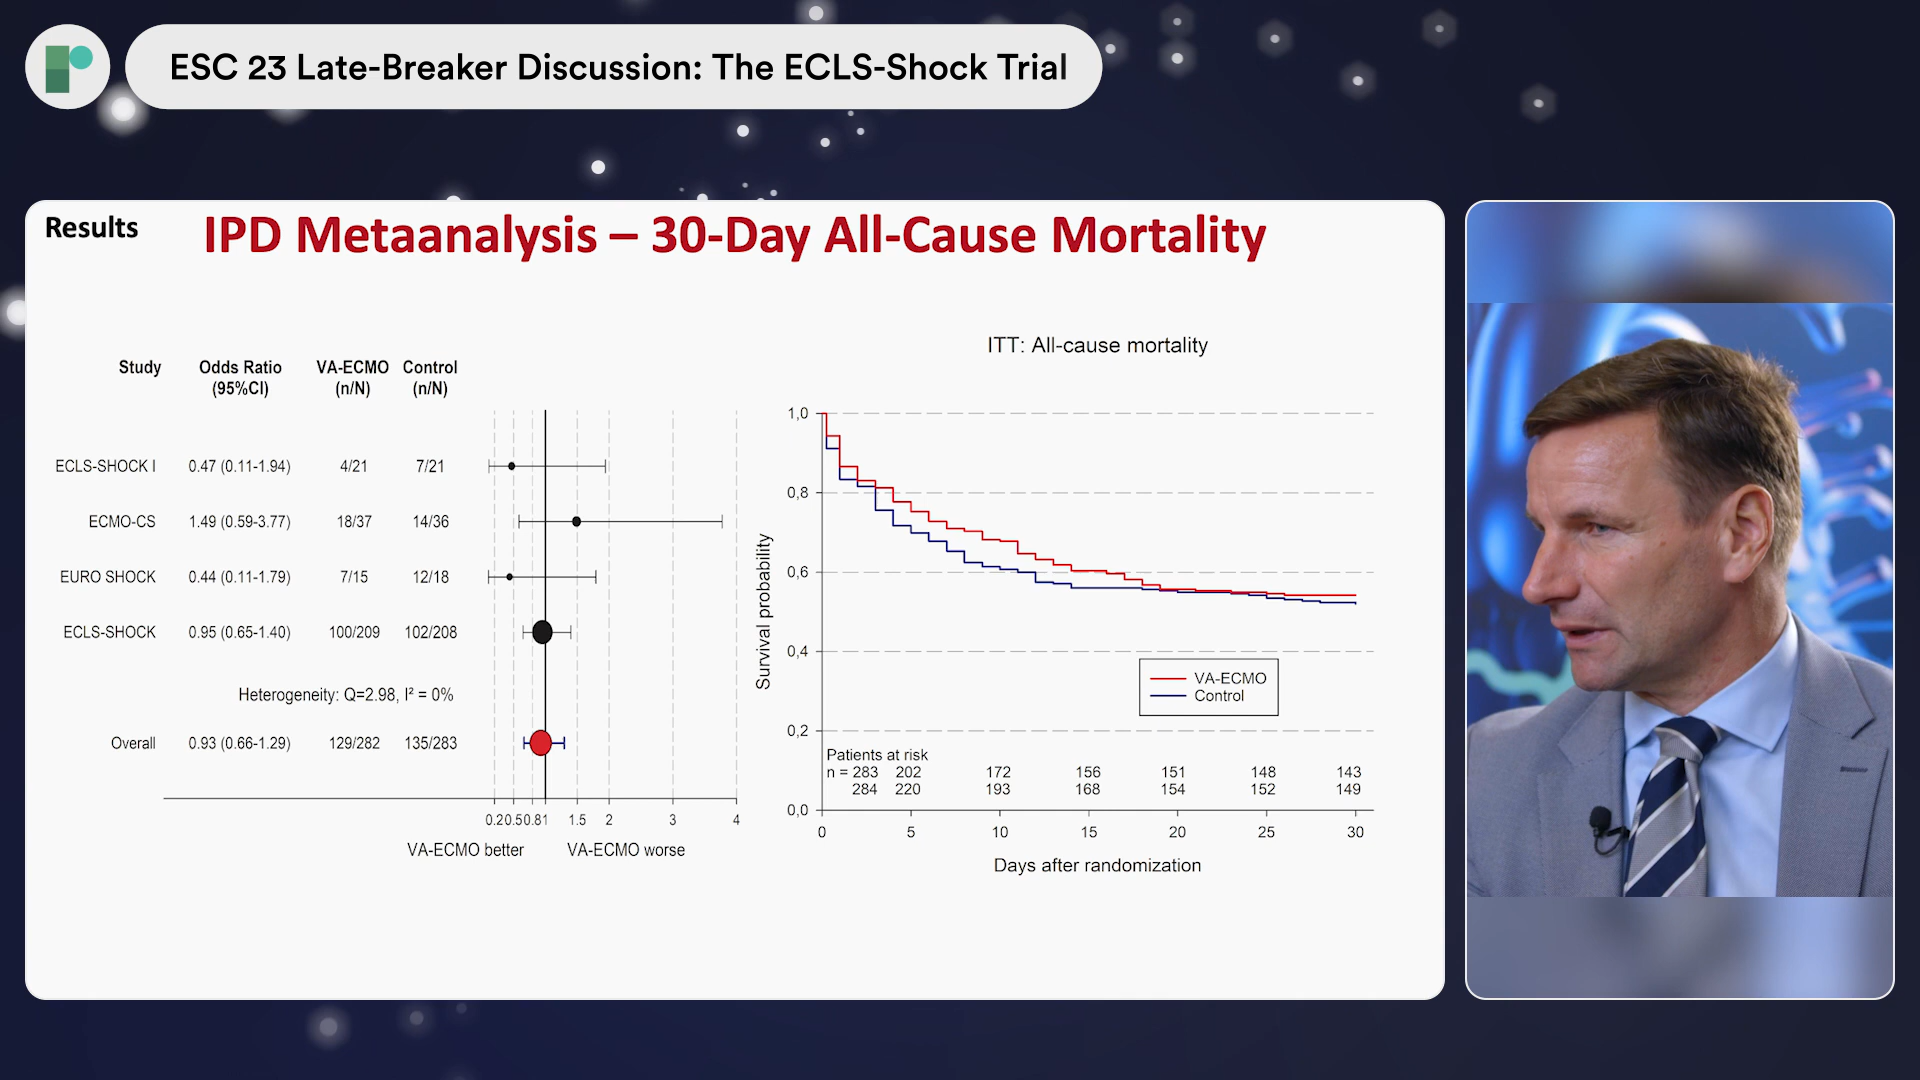 ESC 23 Late-Breaker Discussion: The ECLS-Shock Trial
Results
IPD Metaanalysis – 30-Day All-Cause Mortality
Study Odds Ratio (95%CI) VA-ECMO (n/N) Control (n/N)
ECLS-SHOCK I 0.47 (0.11-1.94) 4/21 7/21
ECMO-CS 1.49 (0.59-3.77) 18/37 14/36
EURO SHOCK 0.44 (0.11-1.79) 7/15 12/18
ECLS-SHOCK 0.95 (0.65-1.40) 100/209 102/208
Heterogeneity: Q=2.98, I² = 0%
Overall 0.93 (0.66-1.29) 129/282 135/283
0.2 0.5 0.8 1 1.5 2 3 4
VA-ECMO better VA-ECMO worse
ITT: All-cause mortality
Survival probability
1,0
0,8
0,6
0,4
0,2
0,0
VA-ECMO
Control
Patients at risk
n = 283 202 172 156 151 148 143
284 220 193 168 154 152 149
0 5 10 15 20 25 30
Days after randomization